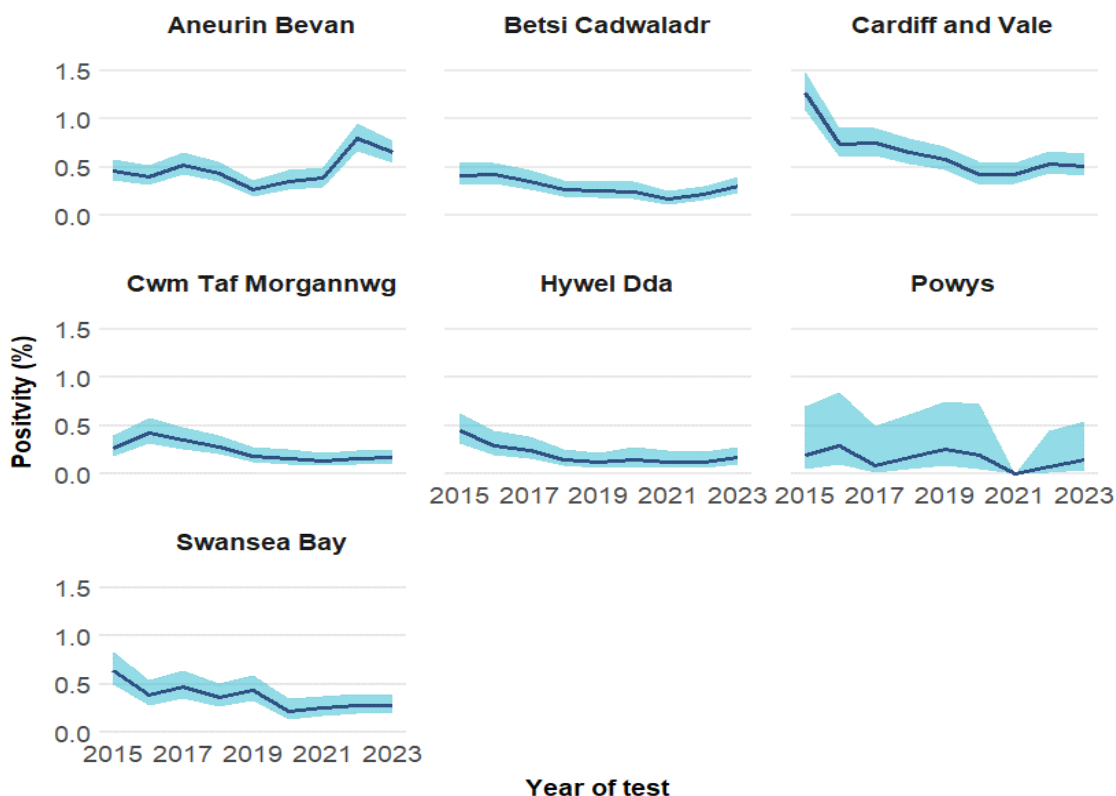 Aneurin Bevan
Betsi Cadwaladr
Cardiff and Vale
1.5
1.0
0.5
0.0
Cwm Taf Morgannwg
Hywel Dda
Powys
Positvity (%)
1.5
1.0
0.5
0.0
2015 2017 2019 2021 2023
2015 2017 2019 2021 2023
Swansea Bay
1.5
1.0
0.5
0.0
2015 2017 2019 2021 2023
Year of test